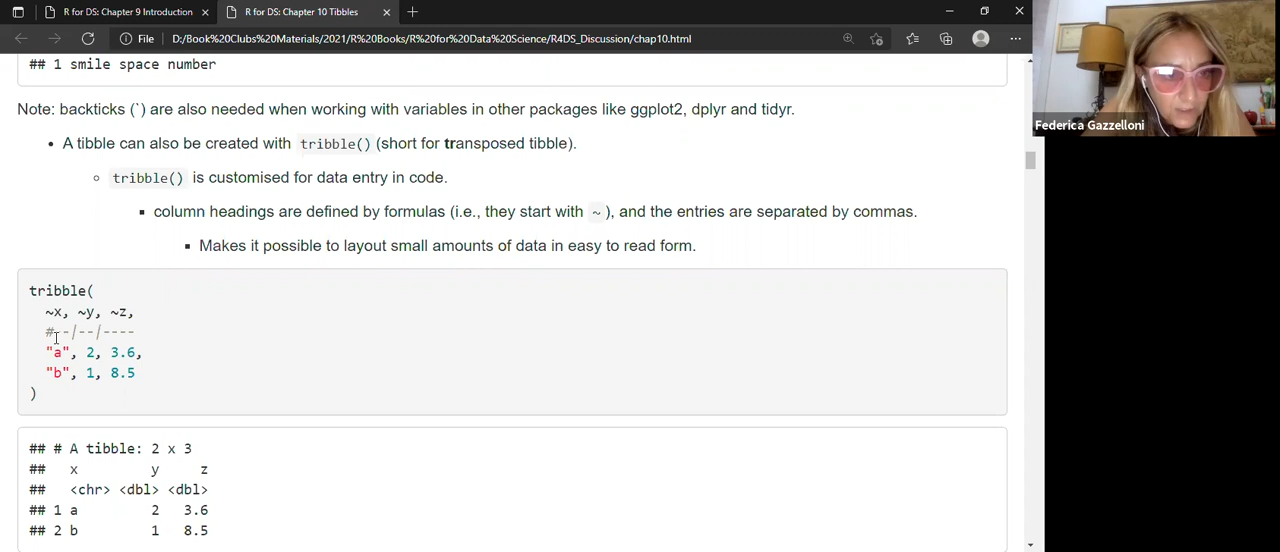 R for DS: Chapter 9 Introduction
R for DS: Chapter 10 Tibbles
File
D:/Book%20Clubs%20Materials/2021/R%20Books/R%20for%20Data%20Science/R4DS_Discussion/chap10.html
## 1 smile space number
Note: backticks (`) are also needed when working with variables in other packages like ggplot2, dplyr and tidyr.
• A tibble can also be created with tribble() (short for transposed tibble).
tribble() is customised for data entry in code.
column headings are defined by formulas (i.e., they start with ~ ), and the entries are separated by commas.
Makes it possible to layout small amounts of data in easy to read form.
tribble(
~x, ~y, ~z,
#--/--/----
"a", 2, 3.6,
"b", 1, 8.5
)
## # A tibble: 2 x 3
## x y z
## <chr> <dbl> <dbl>
## 1 a 2 3.6
## 2 b 1 8.5
Federica Gazzelloni